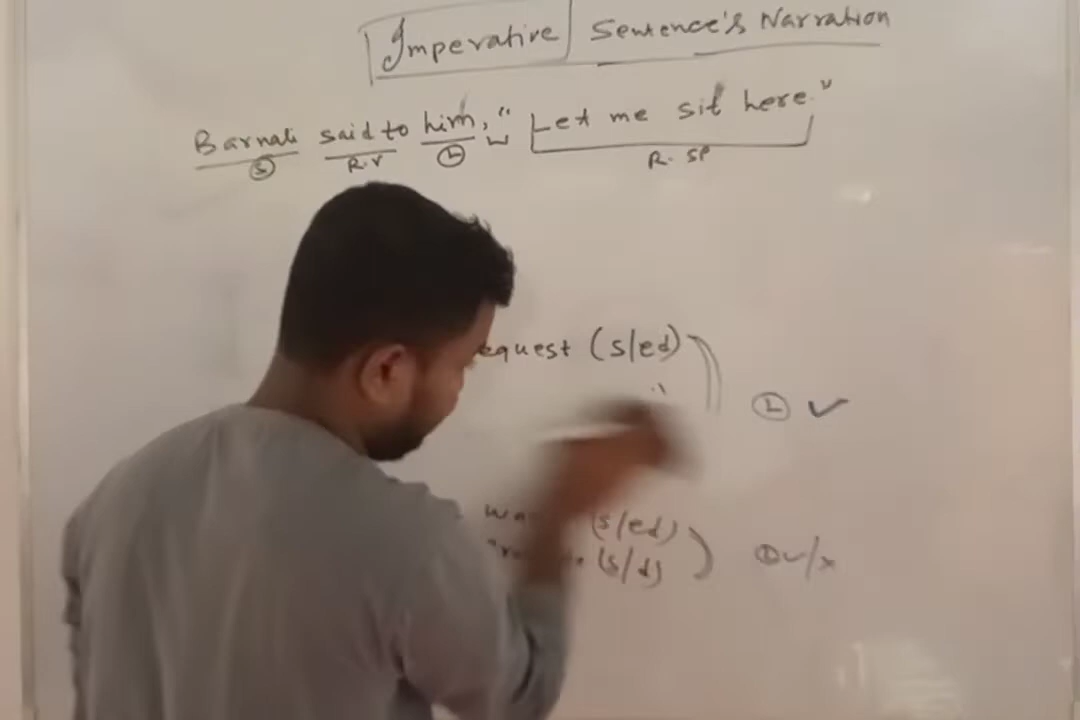 Imperative Sentence's Narration
Barnali said to him, "Let me sit here."
S R.V L R. SP
equest (s/ed)
L ✓
(s/ed)
(s/d)
✓/x